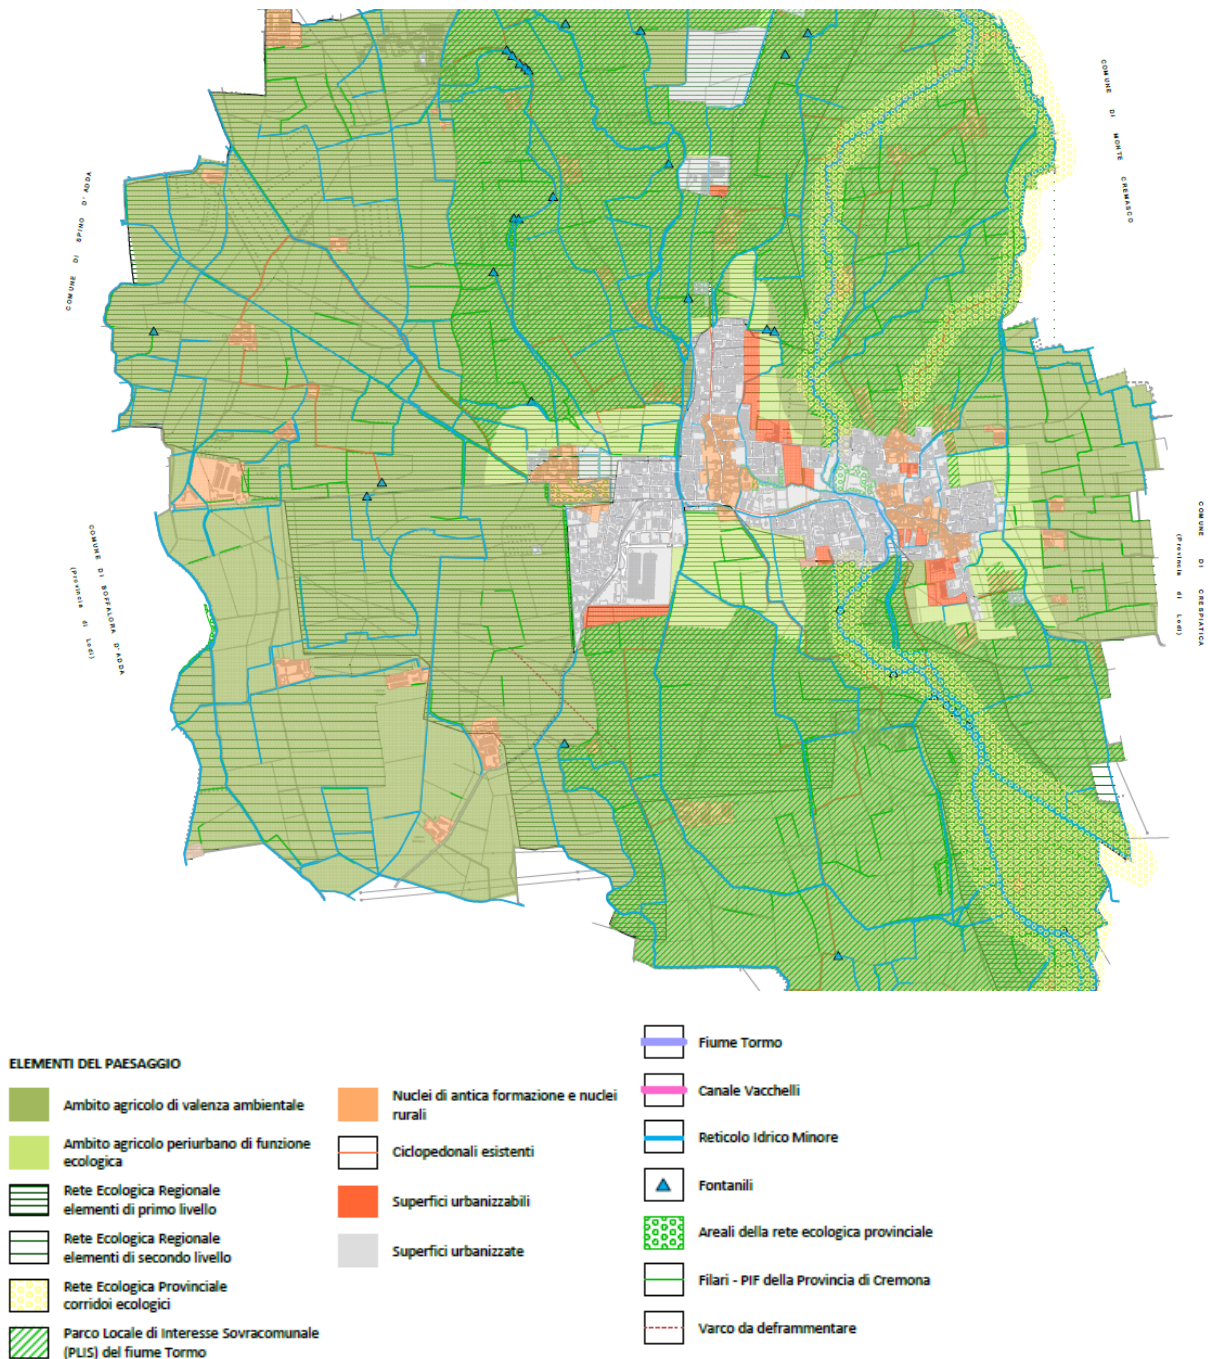 COMUNE DI MONTE CREMASCO
COMUNE DI SPINO D'ADDA
COMUNE DI BOFFALORA D'ADDA
(Provincia di Lodi)
COMUNE DI CRESPIATICA
(Provincia di Lodi)
ELEMENTI DEL PAESAGGIO
Ambito agricolo di valenza ambientale
Ambito agricolo periurbano di funzione
ecologica
Rete Ecologica Regionale
elementi di primo livello
Rete Ecologica Regionale
elementi di secondo livello
Rete Ecologica Provinciale
corridoi ecologici
Parco Locale di Interesse Sovracomunale
(PLIS) del fiume Tormo
Nuclei di antica formazione e nuclei
rurali
Ciclopedonali esistenti
Superfici urbanizzabili
Superfici urbanizzate
Fiume Tormo
Canale Vacchelli
Reticolo Idrico Minore
Fontanili
Areali della rete ecologica provinciale
Filari - PIF della Provincia di Cremona
Varco da deframmentare